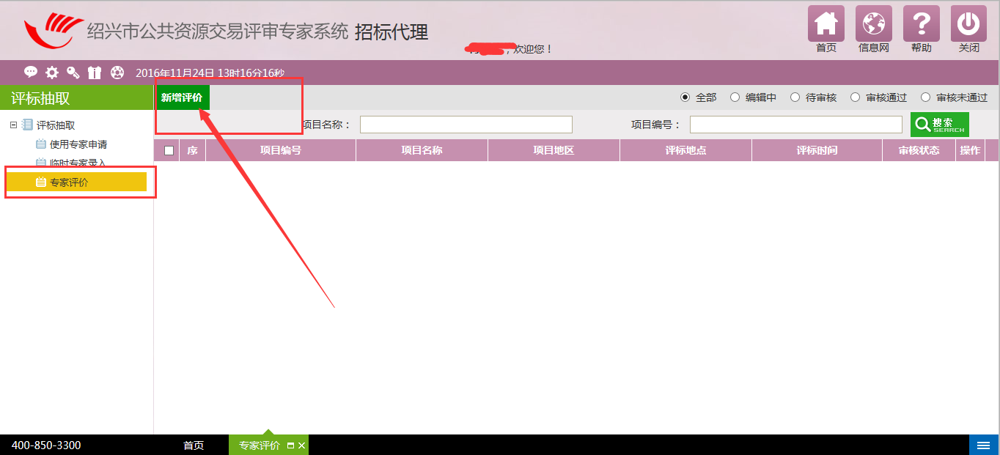 绍兴市公共资源交易评审专家系统 招标代理
，欢迎您！
首页 信息网 帮助 关闭
2016年11月24日 13时16分16秒
评标抽取
新增评价
全部 编辑中 待审核 审核通过 审核未通过
评标抽取
使用专家申请
临时专家录入
专家评价
项目名称： 项目编号： 搜索 SEARCH
序 项目编号 项目名称 项目地区 评标地点 评标时间 审核状态 操作
400-850-3300 首页 专家评价